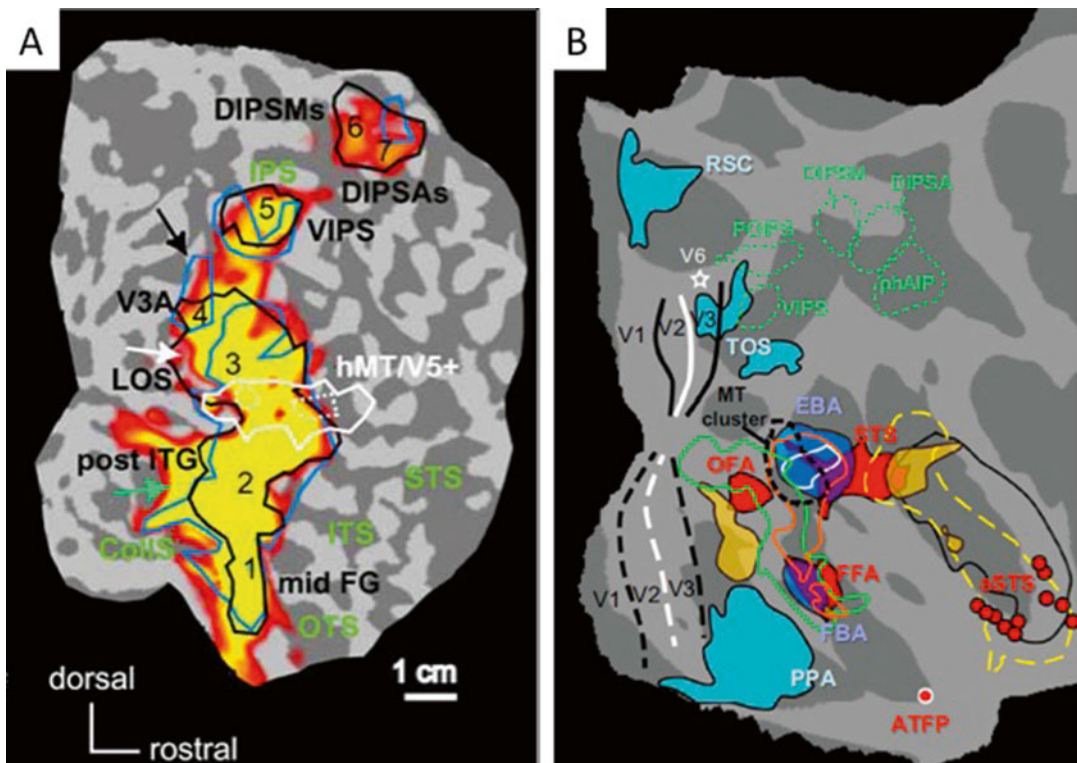 A
DIPSMs
6
7
IPS
DIPSAs
5
VIPS
V3A
4
3
hMT/V5+
LOS
post ITG
STS
2
ITS
CollS
1
mid FG
OTS
1 cm
dorsal
rostral
B
RSC
DIPSM
DIPSA
POIPS
V6
phAIP
VIPS
V1
V2
V3
TOS
MT
cluster
EBA
STS
OFA
aSTS
FFA
V1
V2
V3
FBA
PPA
ATFP